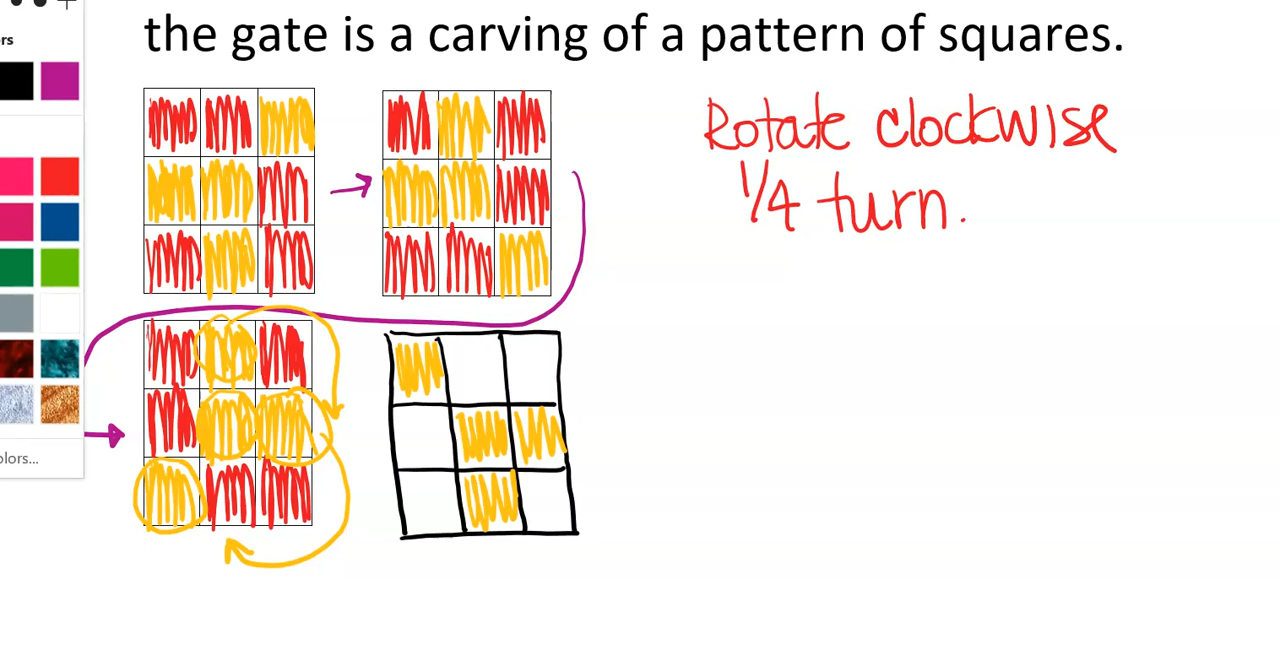 the gate is a carving of a pattern of squares.
rs
Rotate clockwise
1/4 turn.
olors...